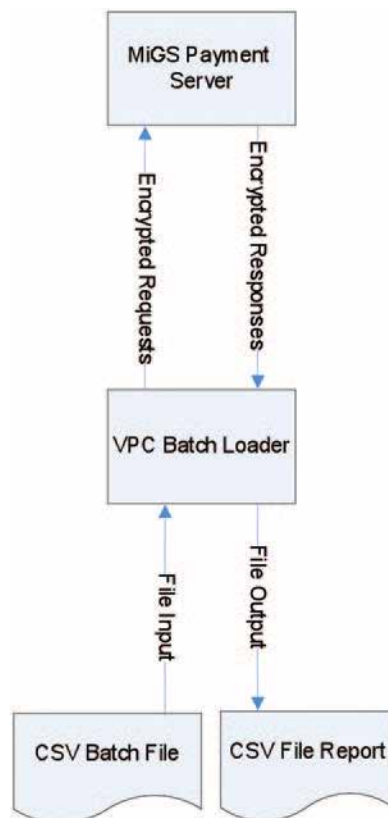 MiGS Payment
Server
Encrypted Requests
Encrypted Responses
VPC Batch Loader
File Input
File Output
CSV Batch File
CSV File Report